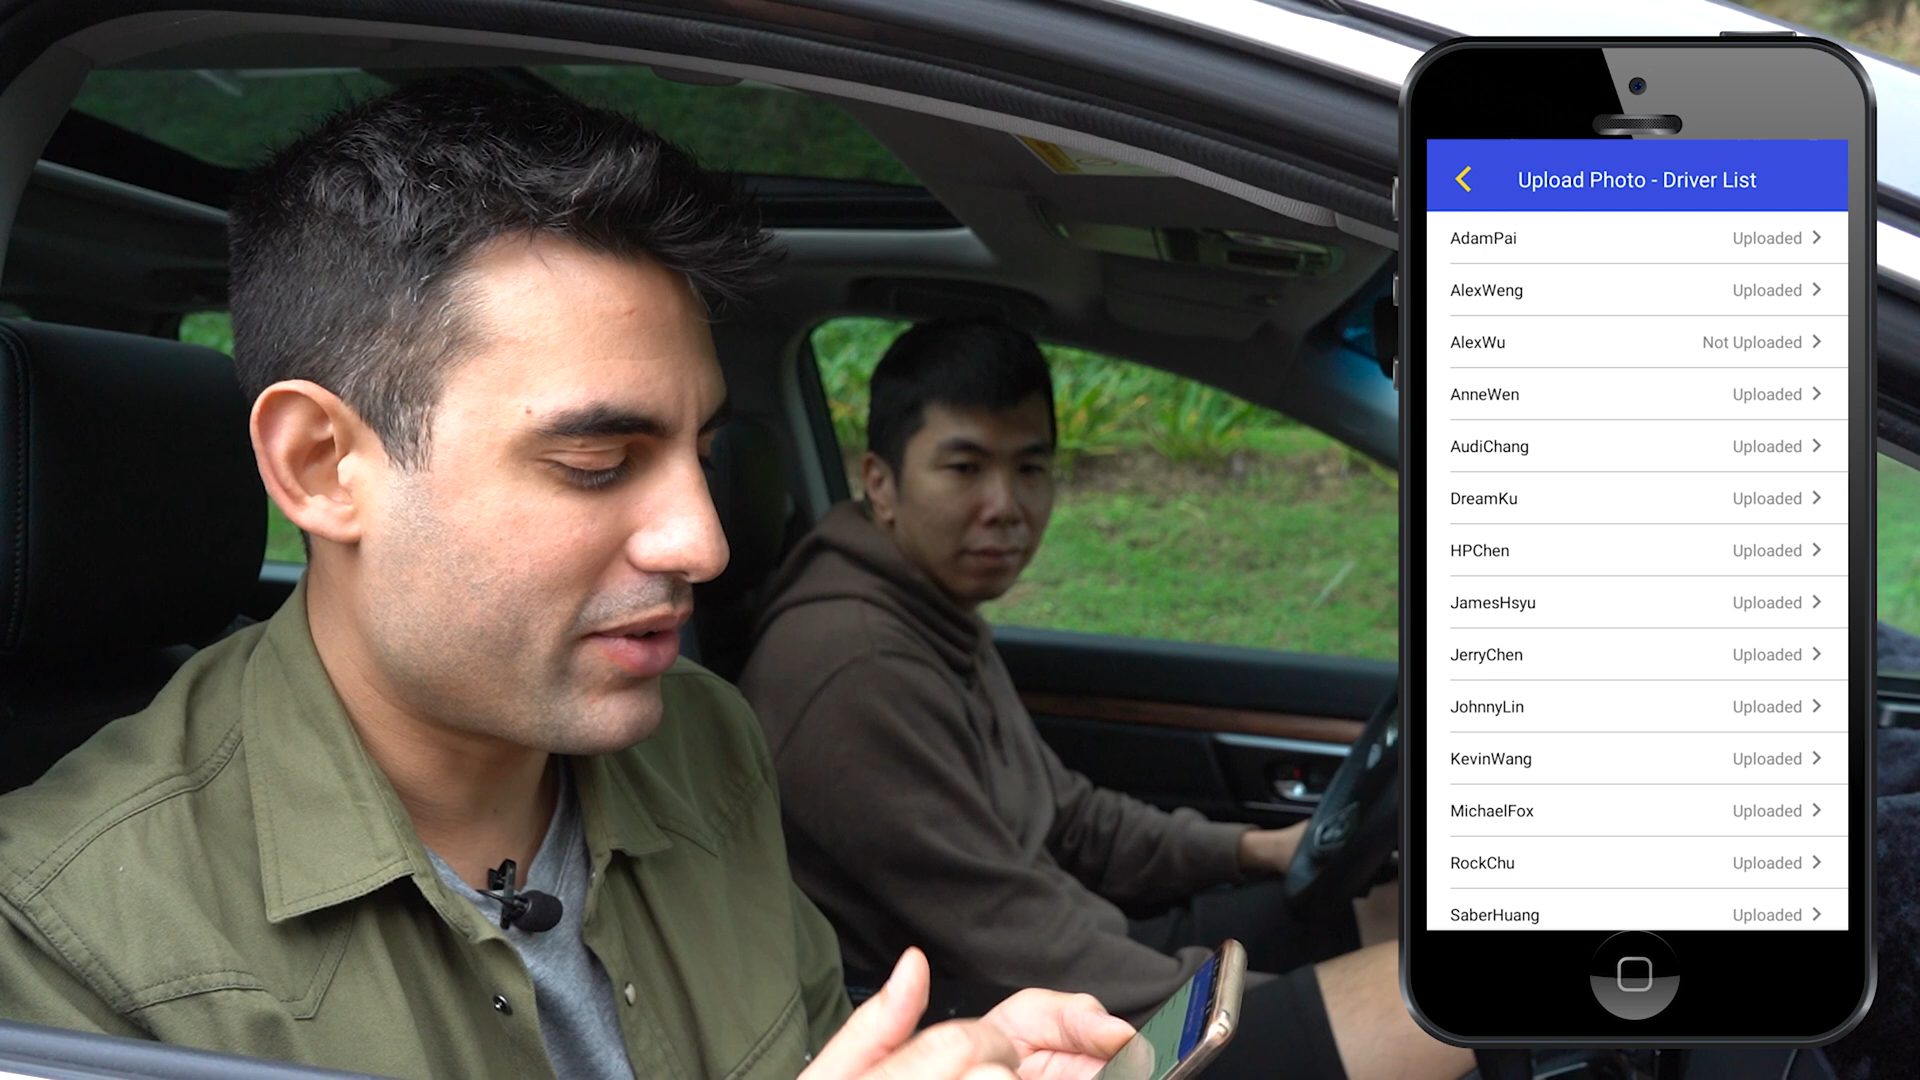 Upload Photo - Driver List
AdamPai Uploaded
AlexWeng Uploaded
AlexWu Not Uploaded
AnneWen Uploaded
AudiChang Uploaded
DreamKu Uploaded
HPChen Uploaded
JamesHsyu Uploaded
JerryChen Uploaded
JohnnyLin Uploaded
KevinWang Uploaded
MichaelFox Uploaded
RockChu Uploaded
SaberHuang Uploaded